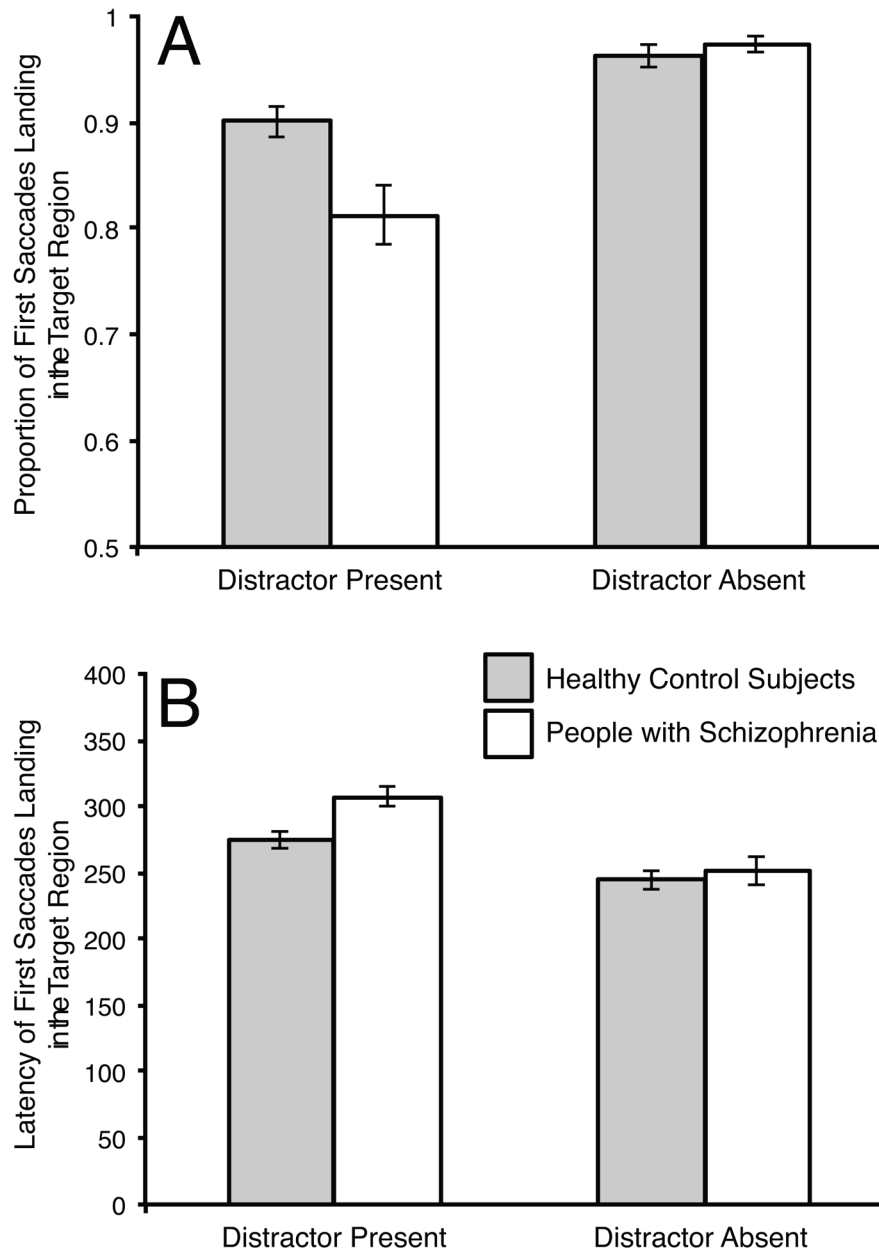 A
Proportion of First Saccades Landing
in the Target Region
1
0.9
0.8
0.7
0.6
0.5
Distractor Present
Distractor Absent
B
Healthy Control Subjects
People with Schizophrenia
Latency of First Saccades Landing
in the Target Region
400
350
300
250
200
150
100
50
0
Distractor Present
Distractor Absent